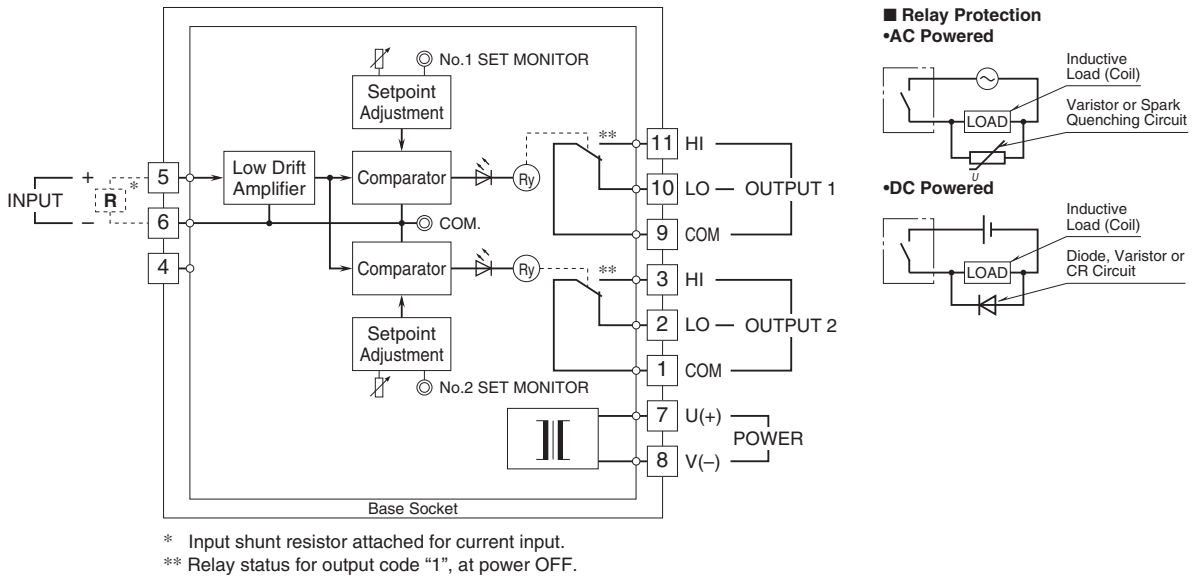 No.1 SET MONITOR
Setpoint
Adjustment
INPUT
+
–
R
*
5
6
4
Low Drift
Amplifier
Comparator
Ry
**
COM.
Comparator
Ry
**
Setpoint
Adjustment
No.2 SET MONITOR
11 HI
10 LO
9 COM
OUTPUT 1
3 HI
2 LO
1 COM
OUTPUT 2
7 U(+)
8 V(–)
POWER
Base Socket
* Input shunt resistor attached for current input.
** Relay status for output code “1”, at power OFF.
■ Relay Protection
•AC Powered
Inductive
Load (Coil)
LOAD
Varistor or Spark
Quenching Circuit
U
•DC Powered
Inductive
Load (Coil)
LOAD
Diode, Varistor or
CR Circuit